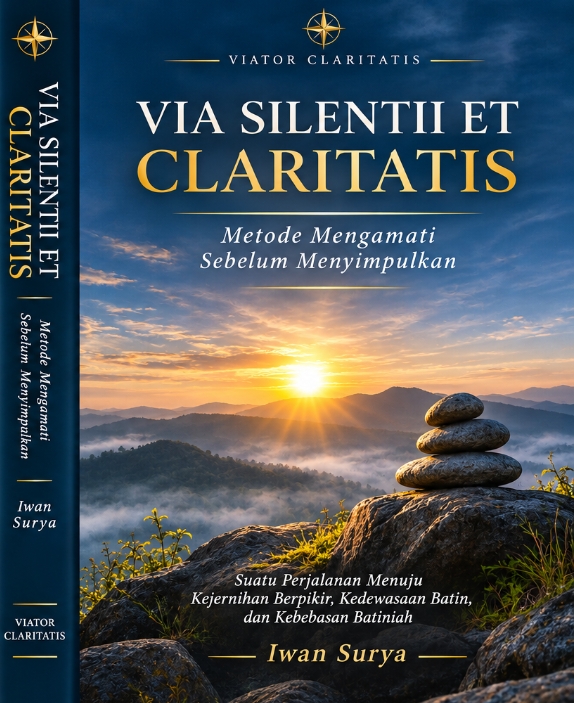 VIA SILENTII ET
CLARITATIS
Metode Mengamati
Sebelum Menyimpulkan
Iwan
Surya
VIATOR
CLARITATIS
VIATOR CLARITATIS
VIA SILENTII ET
CLARITATIS
Metode Mengamati
Sebelum Menyimpulkan
Suatu Perjalanan Menuju
Kejernihan Berpikir, Kedewasaan Batin,
dan Kebebasan Batiniah
Iwan Surya